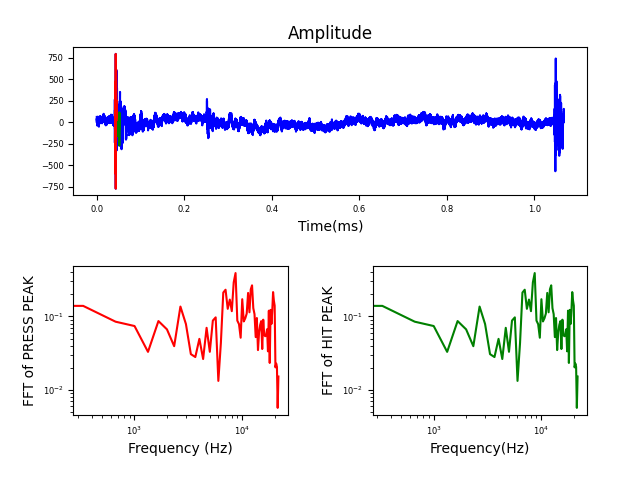 Amplitude
750
500
250
0
−250
−500
−750
0.0 0.2 0.4 0.6 0.8 1.0
Time(ms)
FFT of PRESS PEAK
10⁻¹
10⁻²
10³ 10⁴
Frequency (Hz)
FFT of HIT PEAK
10⁻¹
10⁻²
10³ 10⁴
Frequency(Hz)